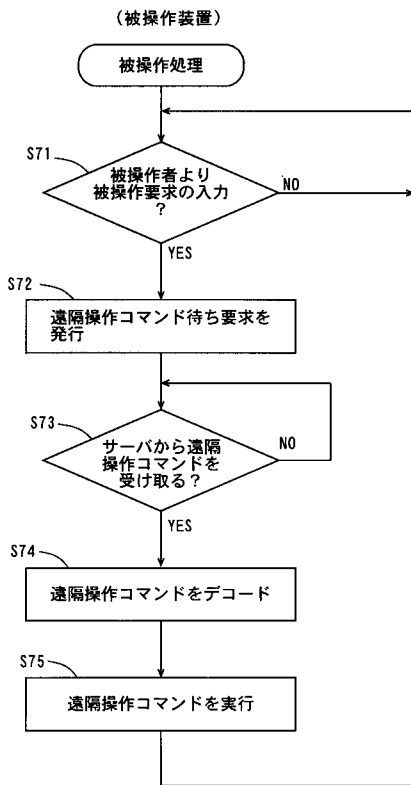 （被操作装置）
被操作処理
S71
被操作者より
被操作要求の入力
?
NO
YES
S72
遠隔操作コマンド待ち要求を
発行
S73
サーバから遠隔
操作コマンドを
受け取る？
NO
YES
S74
遠隔操作コマンドをデコード
S75
遠隔操作コマンドを実行